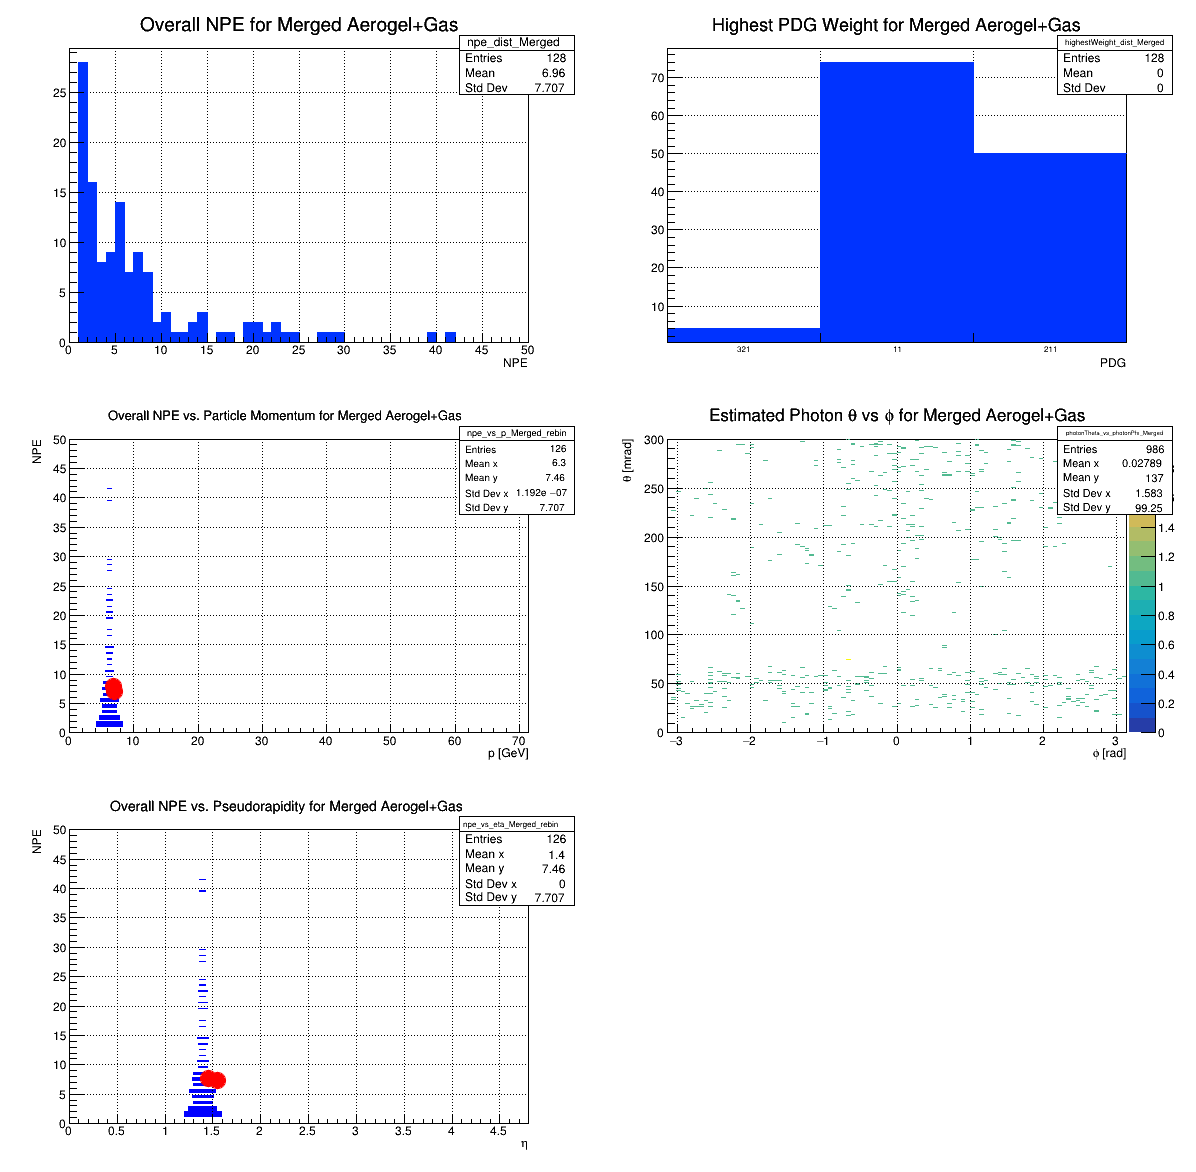 Overall NPE for Merged Aerogel+Gas
npe_dist_Merged
Entries 128
Mean 6.96
Std Dev 7.707
25
20
15
10
5
0
0 5 10 15 20 25 30 35 40 45 50
NPE
Highest PDG Weight for Merged Aerogel+Gas
highestWeight_dist_Merged
Entries 128
Mean 0
Std Dev 0
70
60
50
40
30
20
10
321 11 211
PDG
Overall NPE vs. Particle Momentum for Merged Aerogel+Gas
NPE
npe_vs_p_Merged_rebin
Entries 126
Mean x 6.3
Mean y 7.46
Std Dev x 1.192e −07
Std Dev y 7.707
50
45
40
35
30
25
20
15
10
5
0
0 10 20 30 40 50 60 70
p [GeV]
Estimated Photon θ vs ϕ for Merged Aerogel+Gas
θ [mrad]
photonTheta_vs_photonPhi_Merged
Entries 986
Mean x 0.02789
Mean y 137
Std Dev x 1.583
Std Dev y 99.25
300
250
200
150
100
50
0
−3 −2 −1 0 1 2 3
ϕ [rad]
1.4
1.2
1
0.8
0.6
0.4
0.2
0
Overall NPE vs. Pseudorapidity for Merged Aerogel+Gas
NPE
npe_vs_eta_Merged_rebin
Entries 126
Mean x 1.4
Mean y 7.46
Std Dev x 0
Std Dev y 7.707
50
45
40
35
30
25
20
15
10
5
0
0 0.5 1 1.5 2 2.5 3 3.5 4 4.5
η